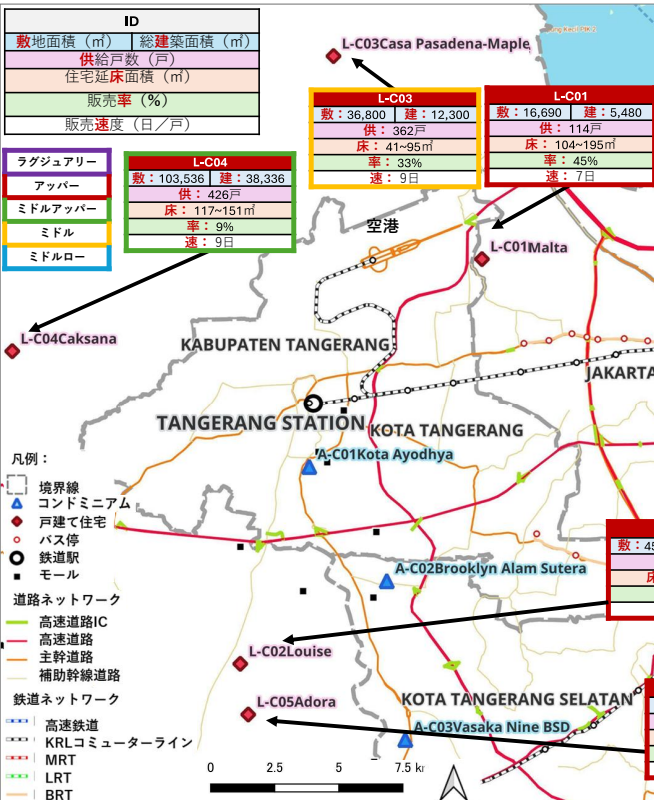 ID
敷地面積（㎡） 総建築面積（㎡）
供給戸数（戸）
住宅延床面積（㎡）
販売率（%）
販売速度（日／戸）
ラグジュアリー
アッパー
ミドルアッパー
ミドル
ミドルロー
L-C03Casa Pasadena-Maple
L-C03
敷：36,800 建：12,300
供：362戸
床：41~95㎡
率：33%
速：9日
L-C01
敷：16,690 建：5,480
供：114戸
床：104~195㎡
率：45%
速：7日
L-C04
敷：103,536 建：38,336
供：426戸
床：117~151㎡
率：9%
速：9日
空港
L-C01Malta
L-C04Caksana
KABUPATEN TANGERANG
JAKARTA
TANGERANG STATION
KOTA TANGERANG
A-C01Kota Ayodhya
A-C02Brooklyn Alam Sutera
敷：45
床
L-C02Louise
L-C05Adora
KOTA TANGERANG SELATAN
A-C03Vasaka Nine BSD
凡例：
境界線
コンドミニアム
戸建て住宅
バス停
鉄道駅
モール
道路ネットワーク
高速道路IC
高速道路
主幹道路
補助幹線道路
鉄道ネットワーク
高速鉄道
KRLコミューターライン
MRT
LRT
BRT
0 2.5 5 7.5 kr